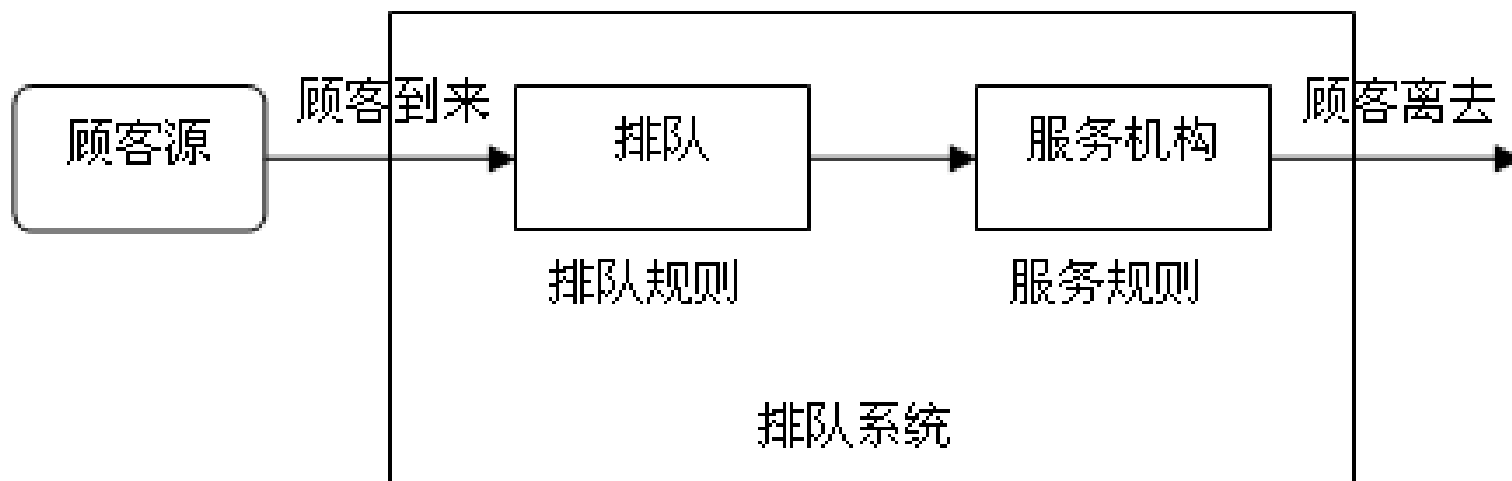 顾客到来
顾客离去
顾客源
排队
服务机构
排队规则
服务规则
排队系统